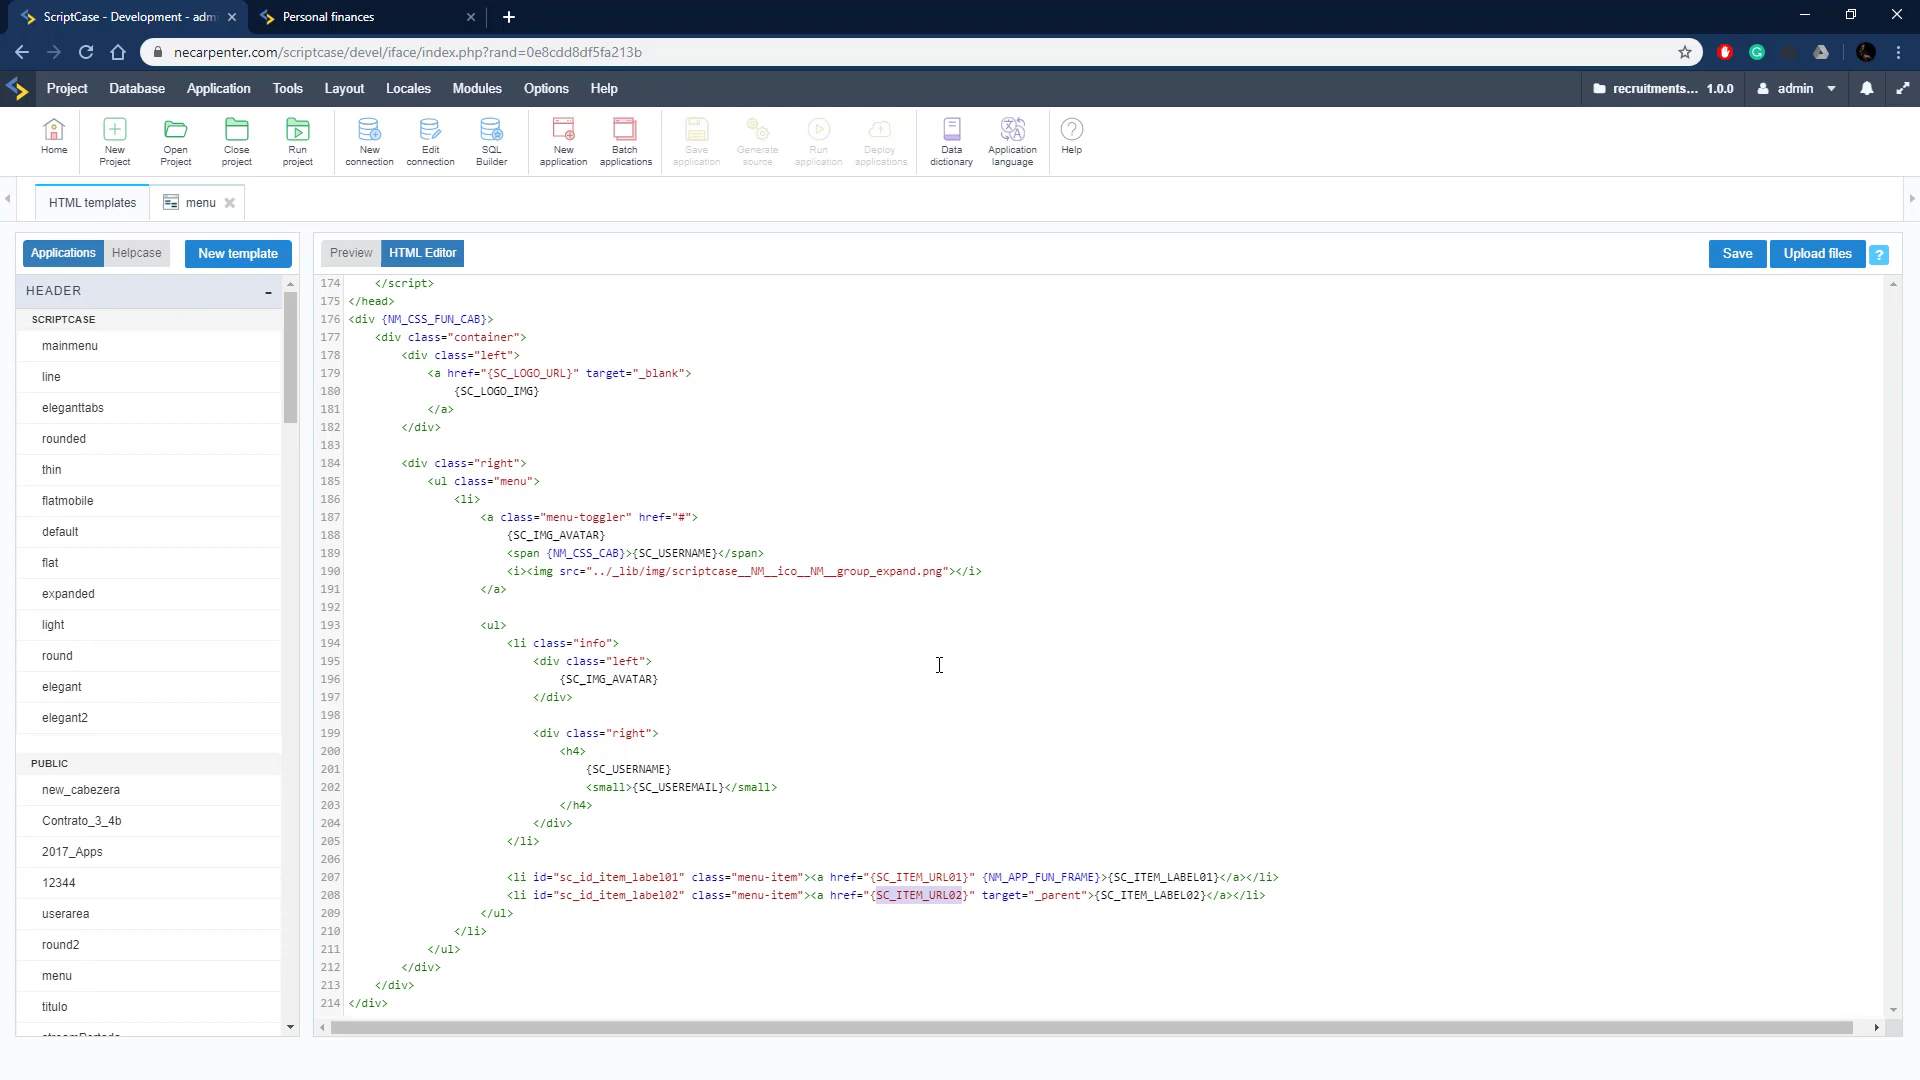 ScriptCase - Development - adm
Personal finances
necarpenter.com/scriptcase/devel/iface/index.php?rand=0e8cdd8df5fa213b
Project Database Application Tools Layout Locales Modules Options Help
recruitments... 1.0.0 admin
Home
New Project
Open Project
Close project
Run project
New connection
Edit connection
SQL Builder
New application
Batch applications
Save application
Generate source
Run application
Deploy applications
Data dictionary
Application language
Help
HTML templates menu
Applications Helpcase New template
Preview HTML Editor Save Upload files ?
HEADER -
SCRIPTCASE
mainmenu
line
eleganttabs
rounded
thin
flatmobile
default
flat
expanded
light
round
elegant
elegant2
PUBLIC
new_cabezera
Contrato_3_4b
2017_Apps
12344
userarea
round2
menu
titulo
174 </script>
175 </head>
176 <div {NM_CSS_FUN_CAB}>
177 <div class="container">
178 <div class="left">
179 <a href="{SC_LOGO_URL}" target="_blank">
180 {SC_LOGO_IMG}
181 </a>
182 </div>
183
184 <div class="right">
185 <ul class="menu">
186 <li>
187 <a class="menu-toggler" href="#">
188 {SC_IMG_AVATAR}
189 <span {NM_CSS_CAB}>{SC_USERNAME}</span>
190 <i><img src="../_lib/img/scriptcase__NM__ico__NM__group_expand.png"></i>
191 </a>
192
193 <ul>
194 <li class="info">
195 <div class="left">
196 {SC_IMG_AVATAR}
197 </div>
198
199 <div class="right">
200 <h4>
201 {SC_USERNAME}
202 <small>{SC_USEREMAIL}</small>
203 </h4>
204 </div>
205 </li>
206
207 <li id="sc_id_item_label01" class="menu-item"><a href="{SC_ITEM_URL01}" {NM_APP_FUN_FRAME}>{SC_ITEM_LABEL01}</a></li>
208 <li id="sc_id_item_label02" class="menu-item"><a href="{SC_ITEM_URL02}" target="_parent">{SC_ITEM_LABEL02}</a></li>
209 </ul>
210 </li>
211 </ul>
212 </div>
213 </div>
214 </div>